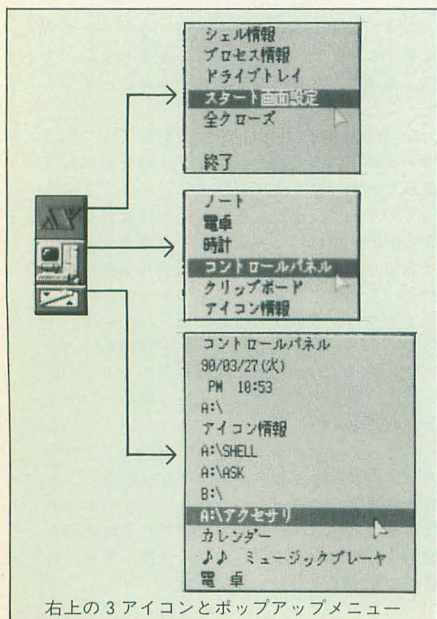 シェル情報
プロセス情報
ドライブトレイ
スタート画面設定
全クローズ
終了
ノート
電卓
時計
コントロールパネル
クリップボード
アイコン情報
コントロールパネル
90/03/27(火)
PM 10:53
A:\
アイコン情報
A:\SHELL
A:\ASK
B:\
A:\アクセサリ
カレンダー
♪♪ ミュージックプレーヤ
電 卓
右上の3アイコンとポップアップメニュー